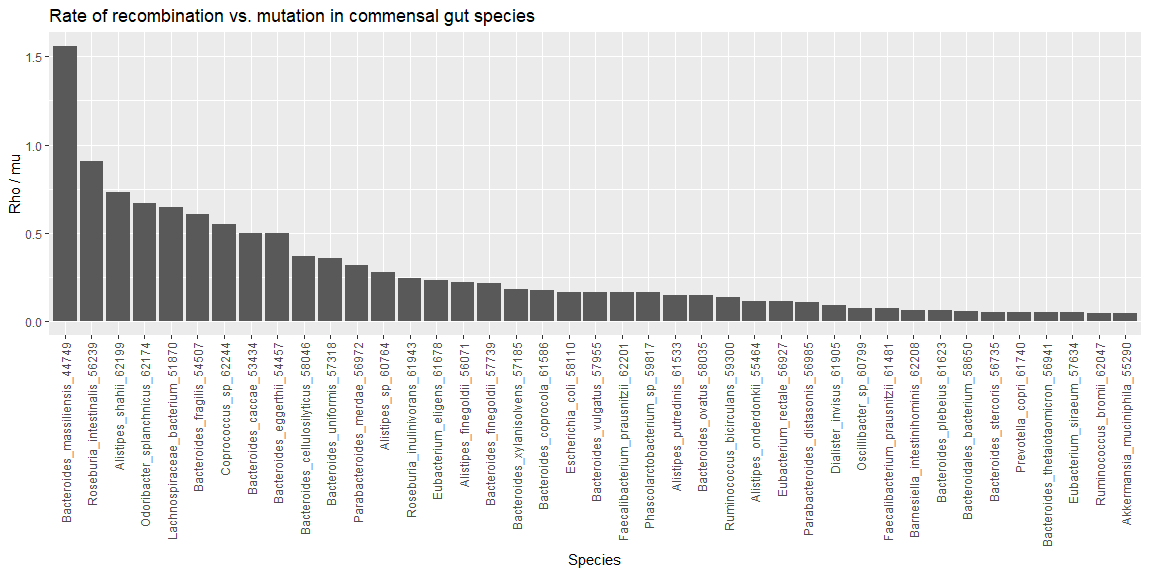 Rate of recombination vs. mutation in commensal gut species
Rho / mu
1.5
1.0
0.5
0.0
Bacteroides_massiliensis_44749
Roseburia_intestinalis_56239
Alistipes_shahii_62199
Odoribacter_splanchnicus_62174
Lachnospiraceae_bacterium_51870
Bacteroides_fragilis_54507
Coprococcus_sp_62244
Bacteroides_caccae_53434
Bacteroides_eggerthii_54457
Bacteroides_cellulosilyticus_58046
Bacteroides_uniformis_57318
Parabacteroides_merdae_56972
Alistipes_sp_60764
Roseburia_inulinivorans_61943
Eubacterium_eligens_61678
Alistipes_finegoldii_56071
Bacteroides_finegoldii_57739
Bacteroides_xylanisolvens_57185
Bacteroides_coprocola_61586
Escherichia_coli_58110
Bacteroides_vulgatus_57955
Faecalibacterium_prausnitzii_62201
Phascolarctobacterium_sp_59817
Alistipes_putredinis_61533
Bacteroides_ovatus_58035
Ruminococcus_bicirculans_59300
Alistipes_onderdonkii_55464
Eubacterium_rectale_56927
Parabacteroides_distasonis_56985
Dialister_invisus_61905
Oscillibacter_sp_60799
Faecalibacterium_prausnitzii_61481
Barnesiella_intestinihominis_62208
Bacteroides_plebeius_61623
Bacteroidales_bacterium_58650
Bacteroides_stercoris_56735
Prevotella_copri_61740
Bacteroides_thetaiotaomicron_56941
Eubacterium_siraeum_57634
Ruminococcus_bromii_62047
Akkermansia_muciniphila_55290
Species